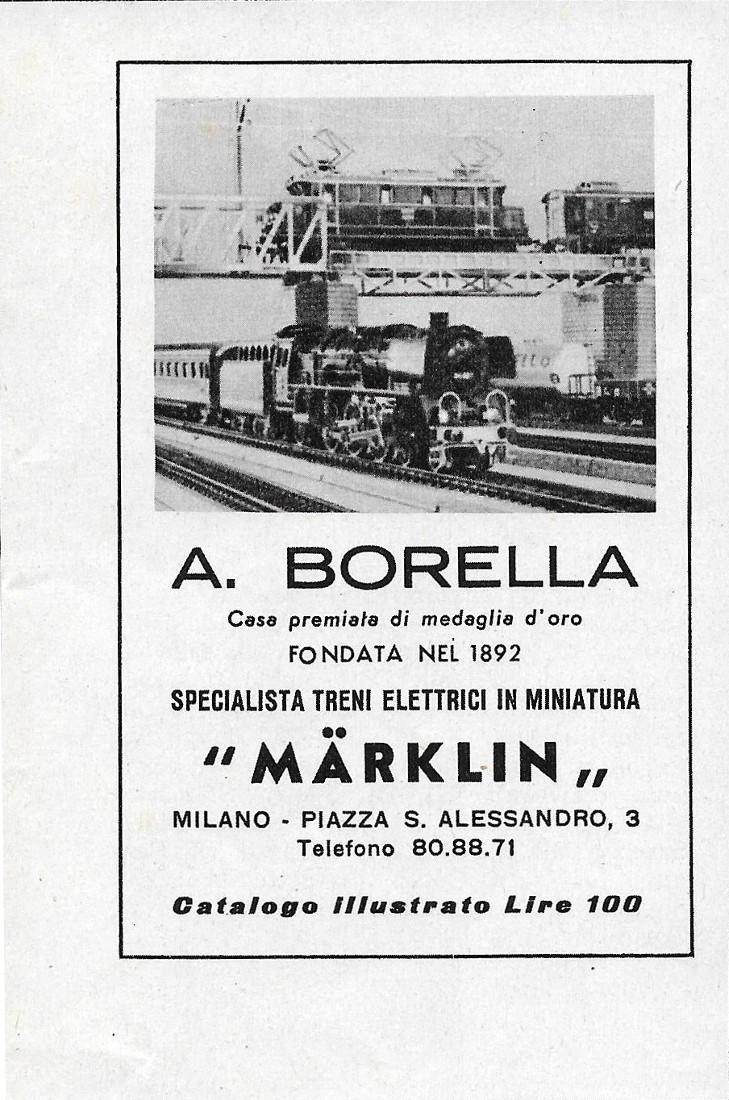 A. BORELLA
Casa premiata di medaglia d'oro
FONDATA NEL 1892
SPECIALISTA TRENI ELETTRICI IN MINIATURA
"MÄRKLIN„
MILANO - PIAZZA S. ALESSANDRO, 3
Telefono 80.88.71
Catalogo illustrato Lire 100